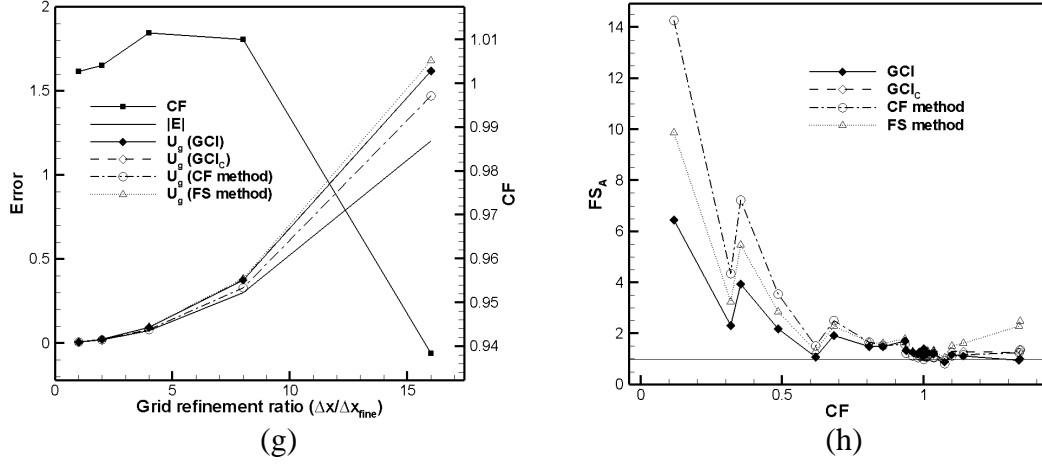 2
1.5
1
0.5
0
Error
0
5
10
15
Grid refinement ratio (Δx/Δx_fine)
1.01
1
0.99
0.98
0.97
0.96
0.95
0.94
CF
CF
|E|
U_g (GCI)
U_g (GCI_C)
U_g (CF method)
U_g (FS method)
(g)
14
12
10
8
6
4
2
0
FS_A
0
0.5
1
CF
GCI
GCI_C
CF method
FS method
(h)